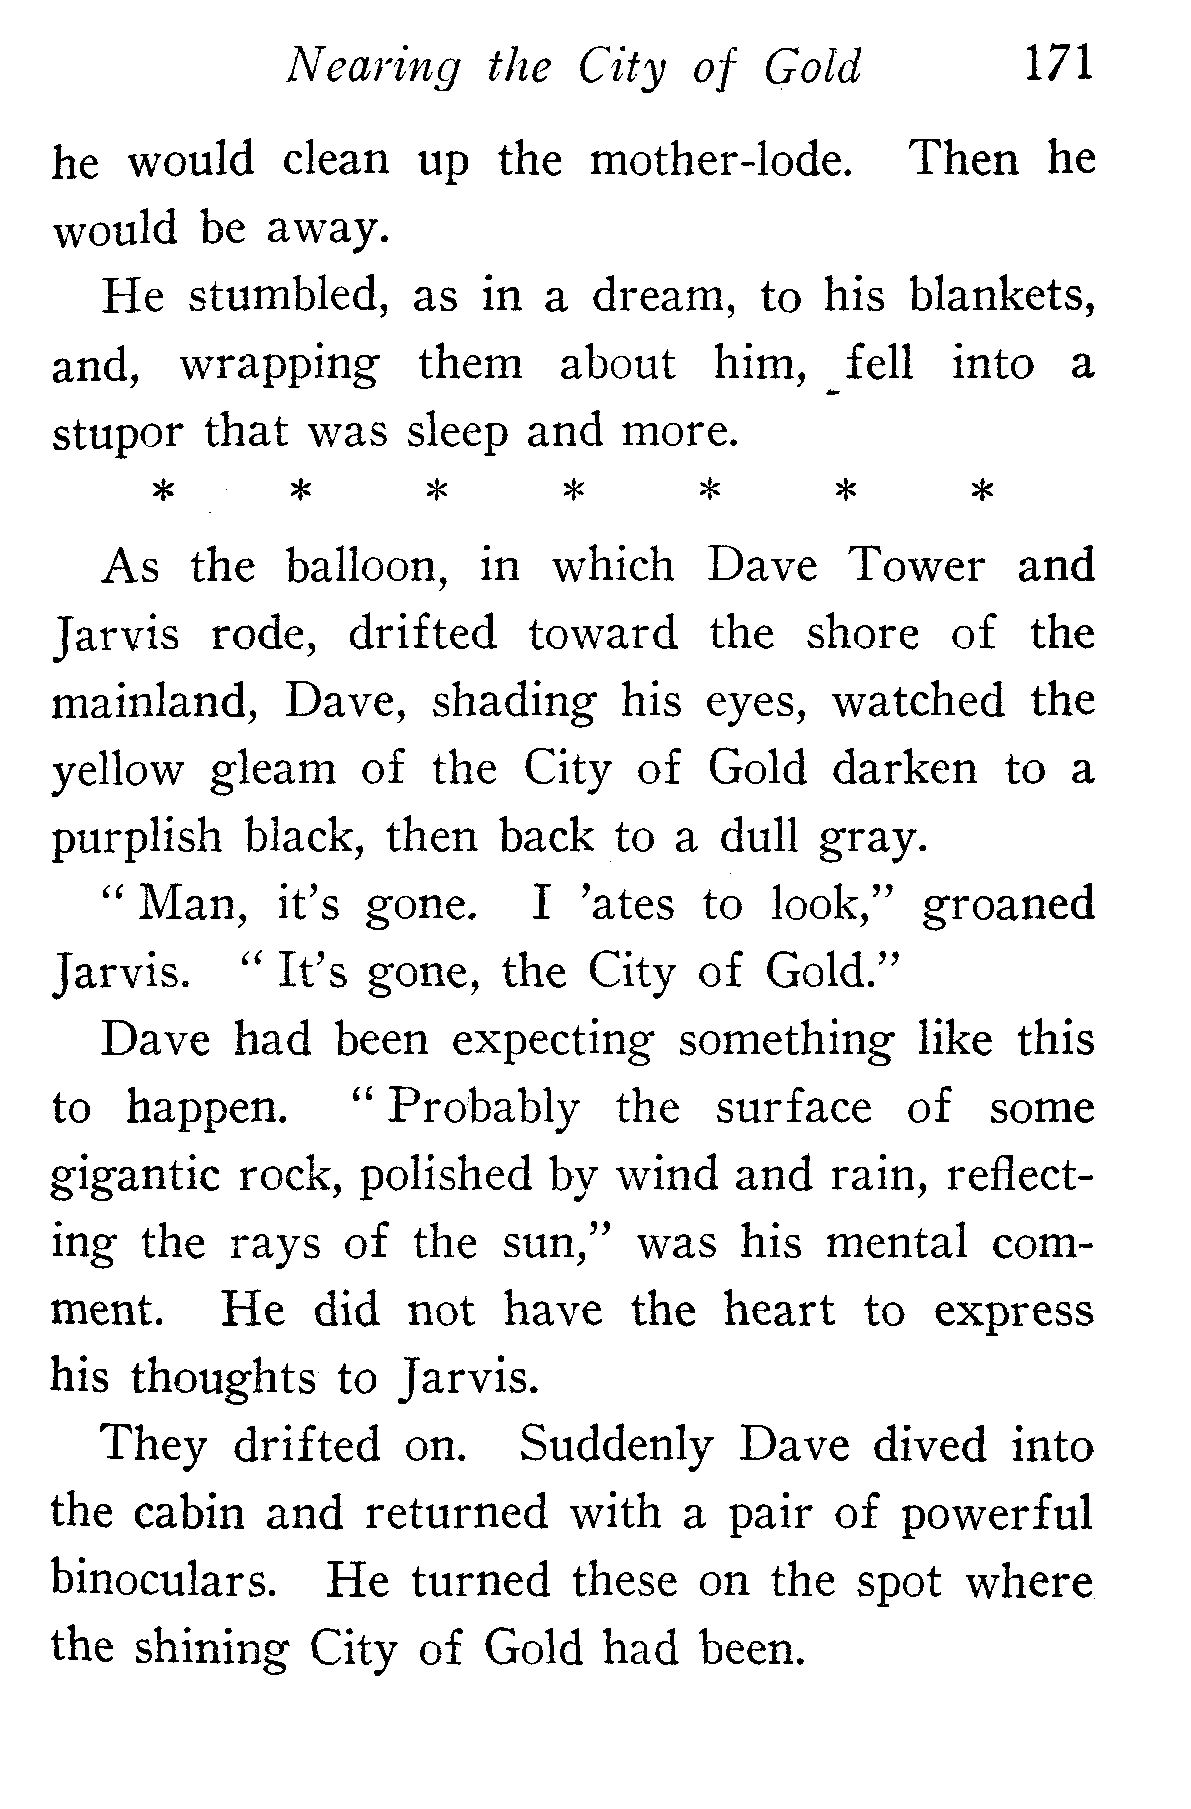 Nearing the City of Gold 171
he would clean up the mother-lode. Then he
would be away.
He stumbled, as in a dream, to his blankets,
and, wrapping them about him, fell into a
stupor that was sleep and more.
* * * * * * *
As the balloon, in which Dave Tower and
Jarvis rode, drifted toward the shore of the
mainland, Dave, shading his eyes, watched the
yellow gleam of the City of Gold darken to a
purplish black, then back to a dull gray.
“ Man, it’s gone. I ’ates to look,” groaned
Jarvis. “ It’s gone, the City of Gold.”
Dave had been expecting something like this
to happen. “ Probably the surface of some
gigantic rock, polished by wind and rain, reflect-
ing the rays of the sun,” was his mental com-
ment. He did not have the heart to express
his thoughts to Jarvis.
They drifted on. Suddenly Dave dived into
the cabin and returned with a pair of powerful
binoculars. He turned these on the spot where
the shining City of Gold had been.